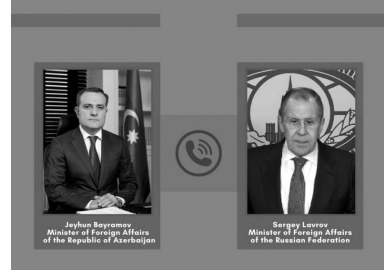 Jeyhun Bayramov
Minister of Foreign Affairs
of the Republic of Azerbaijan
Sergey Lavrov
Minister of Foreign Affairs
of the Russian Federation